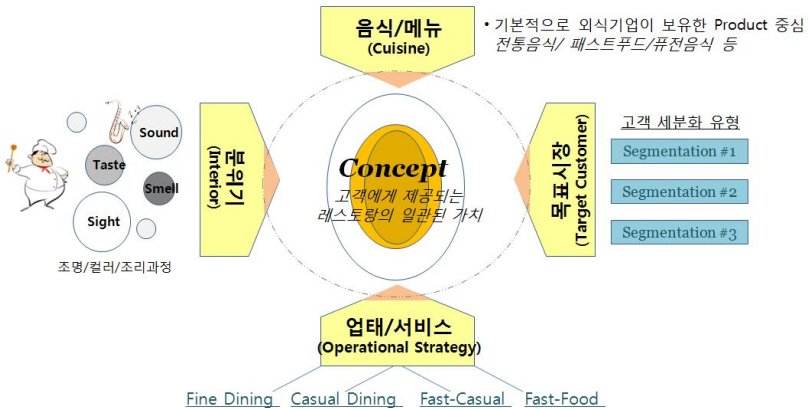 음식/메뉴
(Cuisine)
• 기본적으로 외식기업이 보유한 Product 중심
전통음식/ 패스트푸드/퓨전음식 등
Sound
Taste
Smell
Sight
조명/컬러/조리과정
분위기
(Interior)
Concept
고객에게 제공되는
레스토랑의 일관된 가치
목표시장
(Target Customer)
고객 세분화 유형
Segmentation #1
Segmentation #2
Segmentation #3
업태/서비스
(Operational Strategy)
Fine Dining Casual Dining Fast-Casual Fast-Food